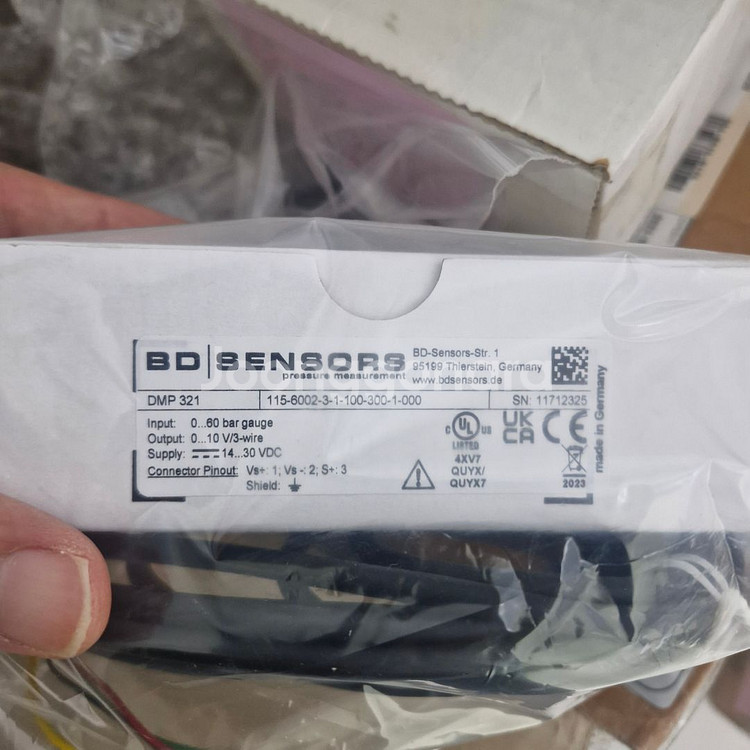 BD SENSORS
pressure measurement
BD-Sensors-Str. 1
95199 Thierstein, Germany
www.bdsensors.de
DMP 321
115-6002-3-1-100-300-1-000
SN: 11712325
Input: 0...60 bar gauge
Output: 0...10 V/3-wire
Supply: 14...30 VDC
Connector Pinout: Vs+: 1; Vs -: 2; S+: 3
Shield:
C UL US
LISTED
4XV7
QUYX/
QUYX7
UK
CA
CE
2023
made in Germany